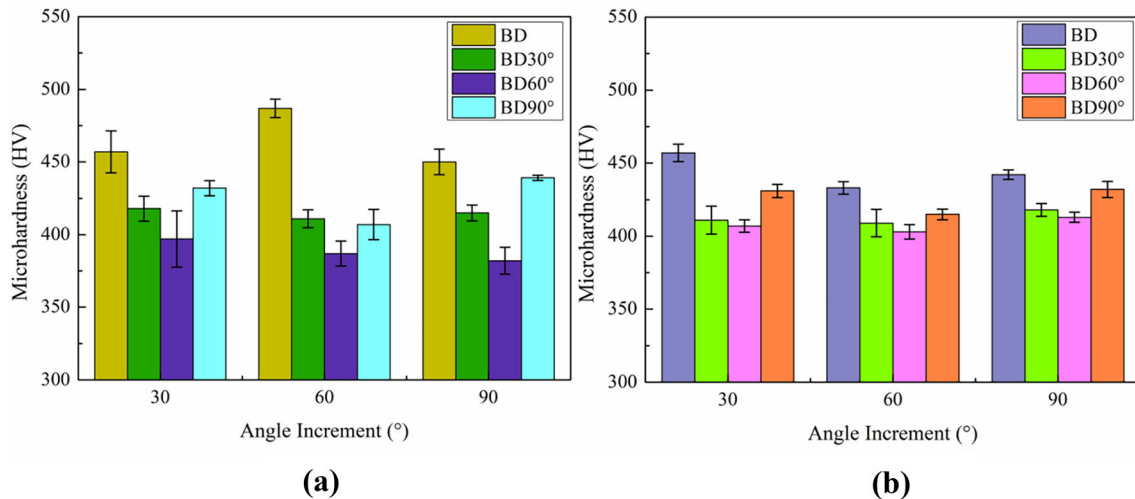 550
500
450
400
350
300
Microhardness (HV)
BD
BD30°
BD60°
BD90°
30
60
90
Angle Increment (°)
(a)
550
500
450
400
350
300
Microhardness (HV)
BD
BD30°
BD60°
BD90°
30
60
90
Angle Increment (°)
(b)